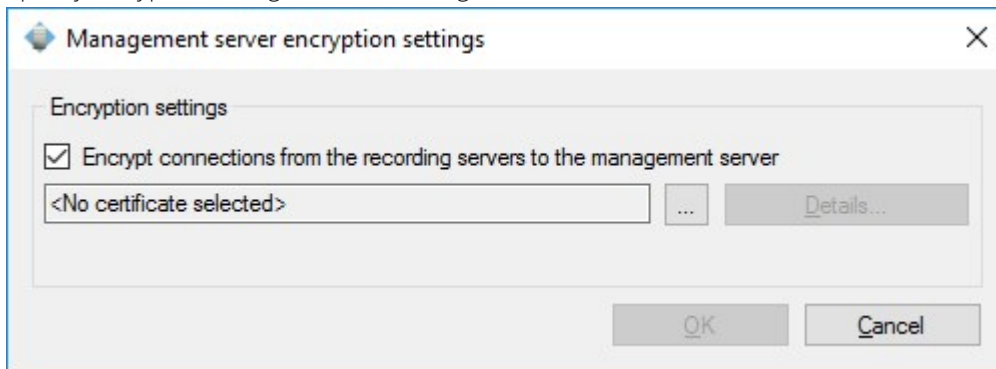 Management server encryption settings
Encryption settings
Encrypt connections from the recording servers to the management server
<No certificate selected>
...
Details...
OK
Cancel